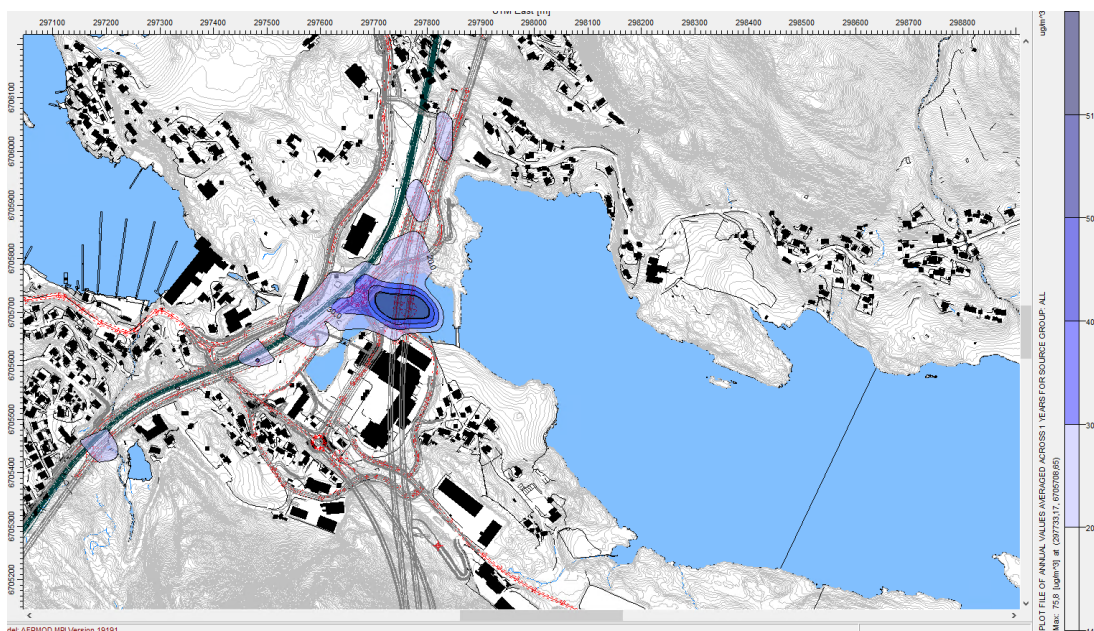 UTM East [m]
297100 297200 297300 297400 297500 297600 297700 297800 297900 298000 298100 298200 298300 298400 298500 298600 298700 298800
ug/m^3
6706100
6706000
6705900
6705800
6705700
6705600
6705500
6705400
6705300
6705200
51
50
40
30
20
PLOT FILE OF ANNUAL VALUES AVERAGED ACROSS 1 YEARS FOR SOURCE GROUP: ALL
Max: 75,8 [ug/m^3] at (297733,17, 6705708,65)
del: AERMOD MPI Version 19191